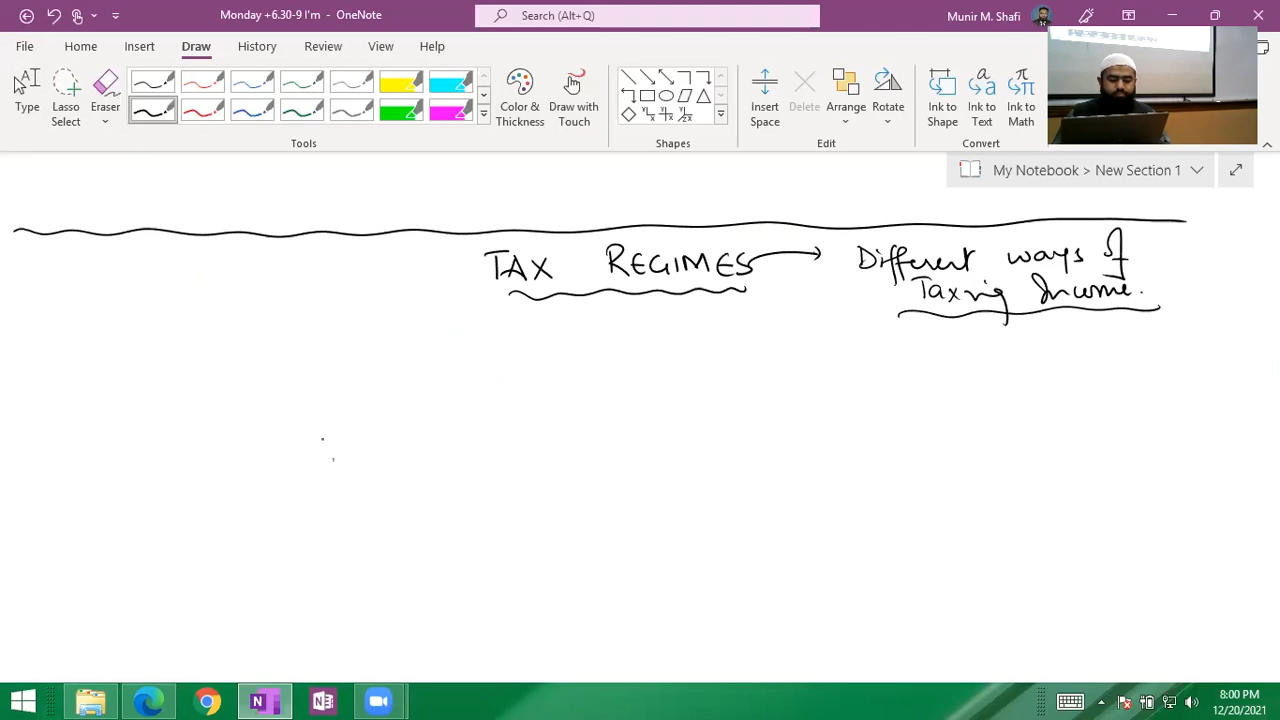 Monday +6.30-9 I'm - OneNote
Search (Alt+Q)
Munir M. Shafi
File Home Insert Draw History Review View Help
Type
Lasso Select
Eraser
Color & Thickness
Draw with Touch
Insert Space
Delete
Arrange
Rotate
Ink to Shape
Ink to Text
Ink to Math
Tools
Shapes
Edit
Convert
My Notebook > New Section 1
TAX REGIMES → Different ways of
Taxing Income.
8:00 PM
12/20/2021